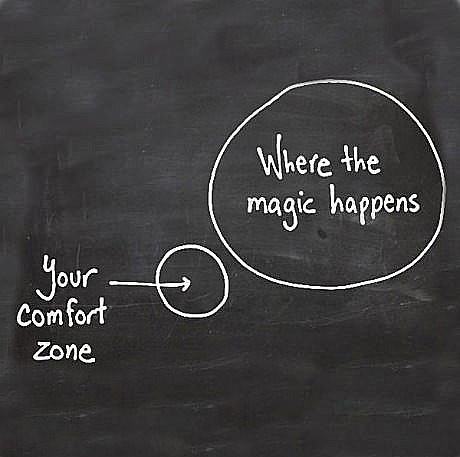 Where the
magic happens
your
comfort
zone